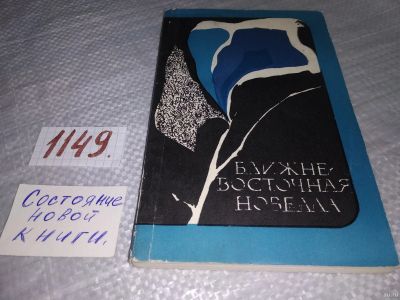 1149.
Состояние
новой
книги.
БЛИЖНЕ-
ВОСТОЧНАЯ
НОВЕЛЛА